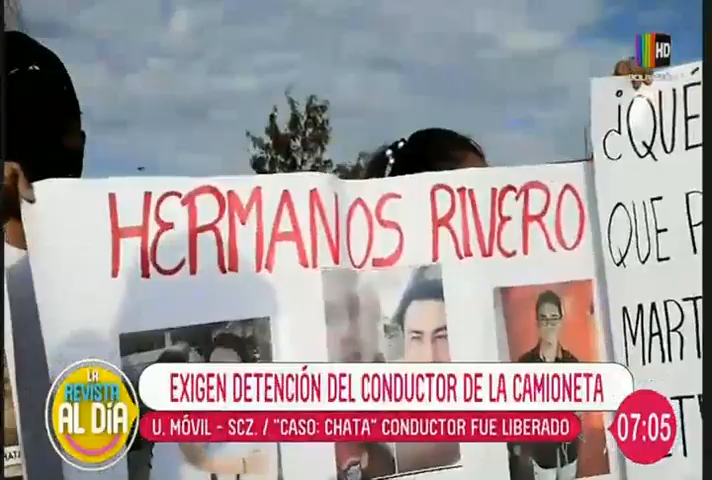 HD
HERMANOS RIVERO
¿QUÉ
QUE P
MART
LA
REVISTA
AL DÍA
EXIGEN DETENCIÓN DEL CONDUCTOR DE LA CAMIONETA
U. MÓVIL - SCZ. / "CASO: CHATA" CONDUCTOR FUE LIBERADO
07:05